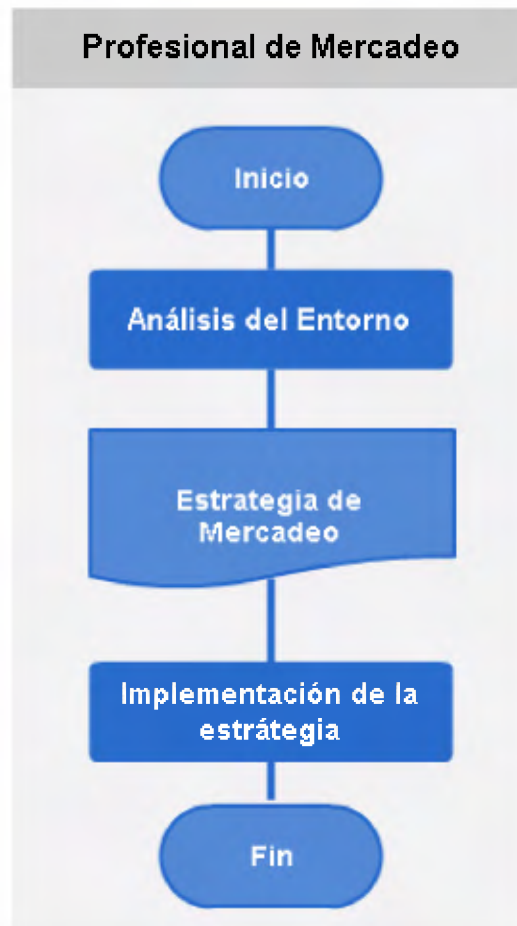 Profesional de Mercadeo
Inicio
Análisis del Entorno
Estrategia de
Mercadeo
Implementación de la
estrátegia
Fin